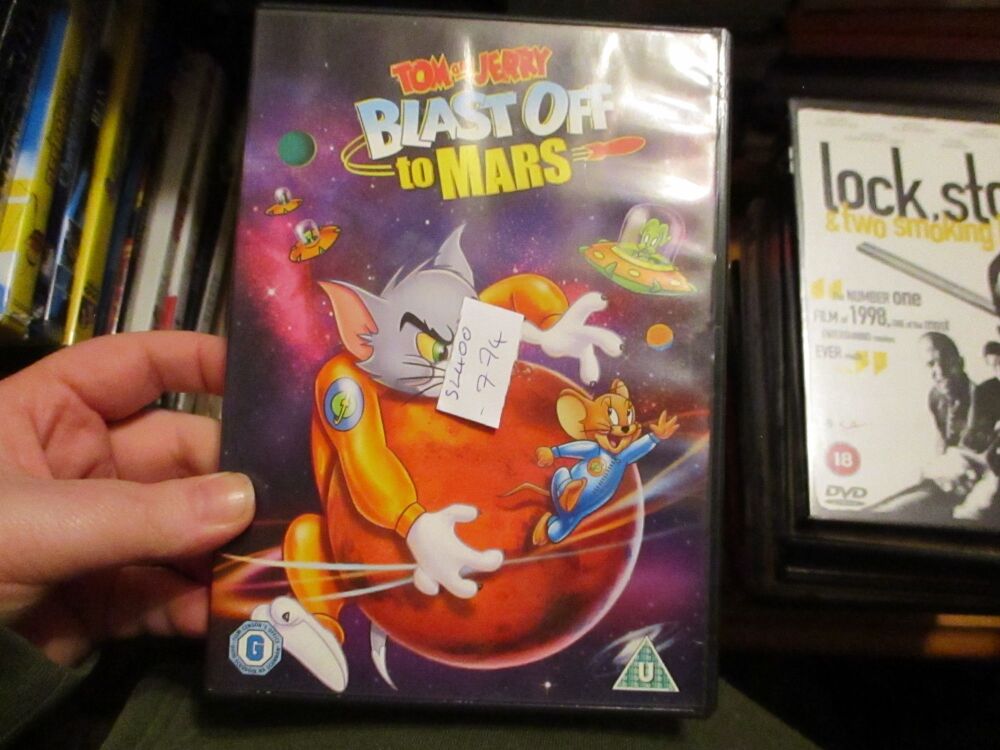 TOM and JERRY
BLAST OFF
to MARS
SL400
-774
G
U
lock, sto
& two smoking
NUMBER one
FILM of 1998,
EVER
18
DVD